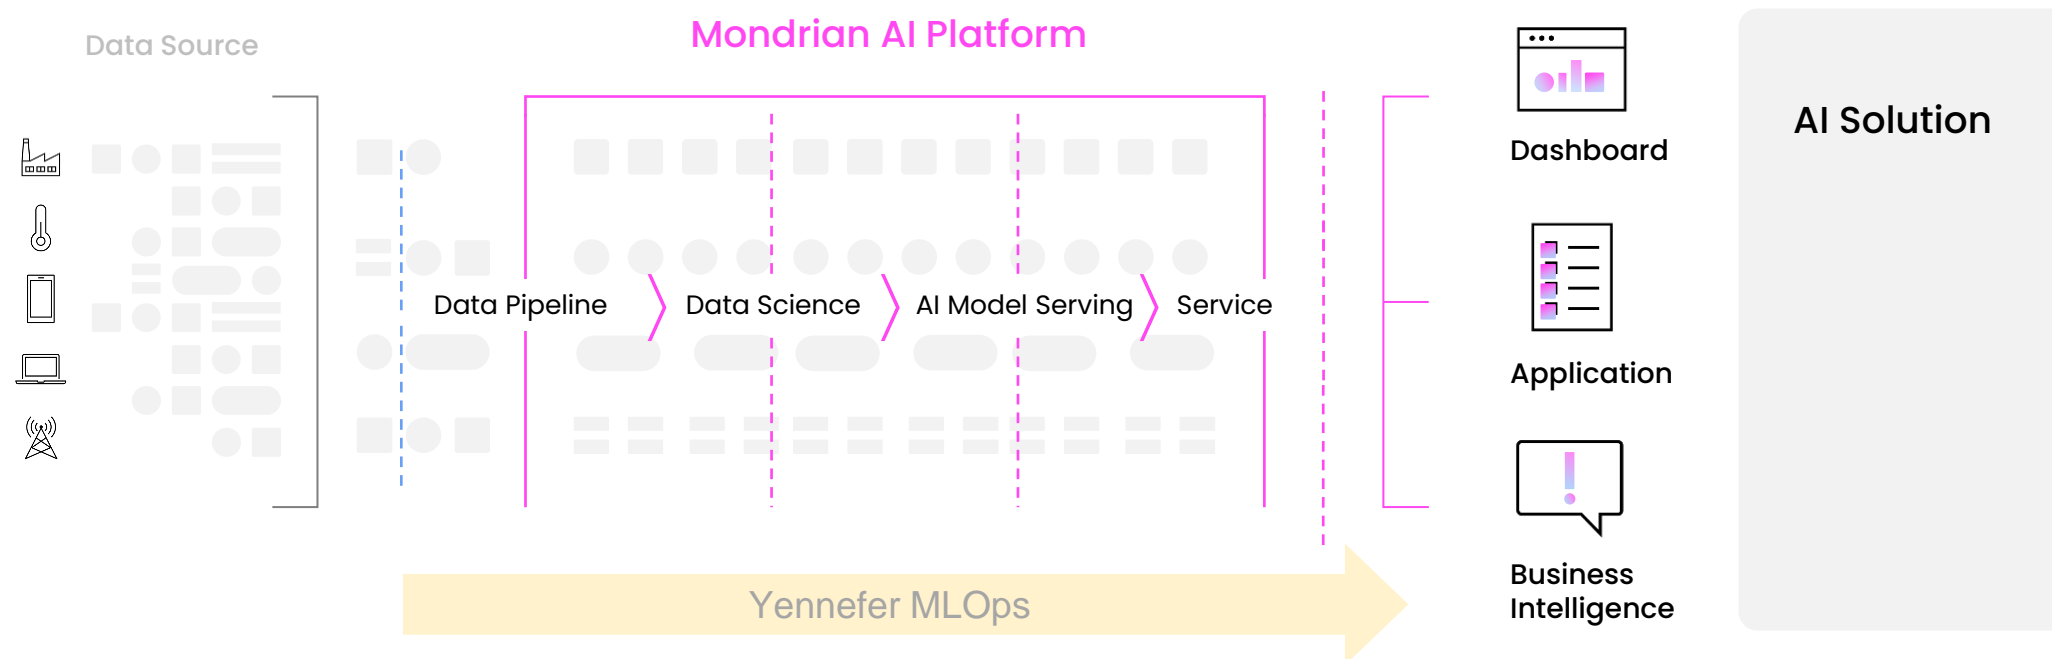 Data Source
Mondrian AI Platform
Data Pipeline
Data Science
AI Model Serving
Service
Yennefer MLOps
Dashboard
Application
Business
Intelligence
AI Solution